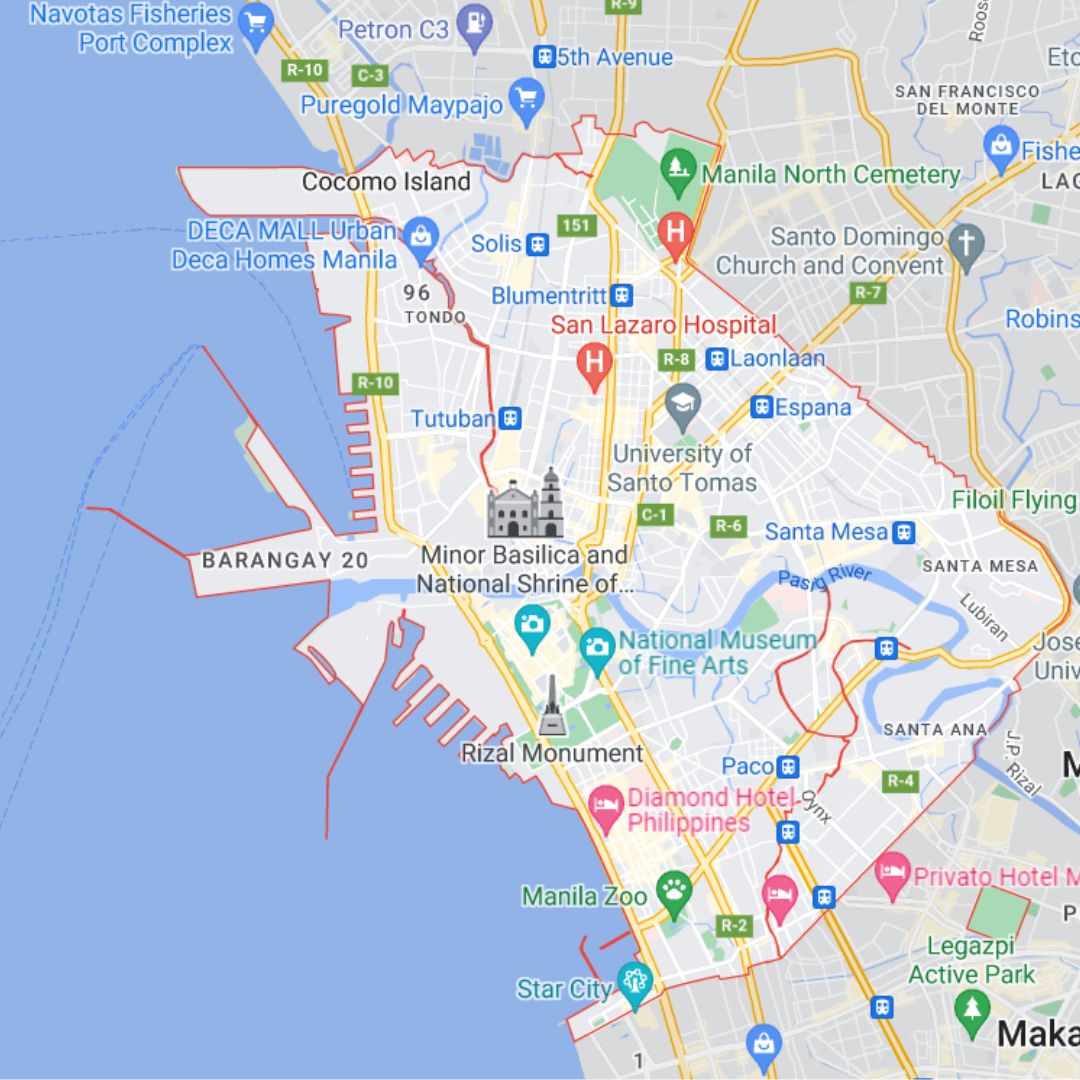 R-9
Navotas Fisheries
Port Complex
Petron C3
5th Avenue
R-10
C-3
SAN FRANCISCO
DEL MONTE
Puregold Maypajo
Cocomo Island
Manila North Cemetery
DECA MALL Urban
Deca Homes Manila
151
Solis
H
Santo Domingo
Church and Convent
96
TONDO
Blumentritt
R-7
San Lazaro Hospital
H
R-8
Laonlaan
Robins
R-10
Tutuban
Espana
University of
Santo Tomas
C-1
R-6
Filoil Flying
Santa Mesa
BARANGAY 20
Minor Basilica and
National Shrine of...
Pasig River
SANTA MESA
Lubiran
National Museum
of Fine Arts
Jose
Univ
SANTA ANA
J.P. Rizal
Rizal Monument
Paco
R-4
M
Diamond Hotel
Philippines
Onyx
Manila Zoo
Privato Hotel M
P
R-2
Legazpi
Active Park
Star City
Maka
1